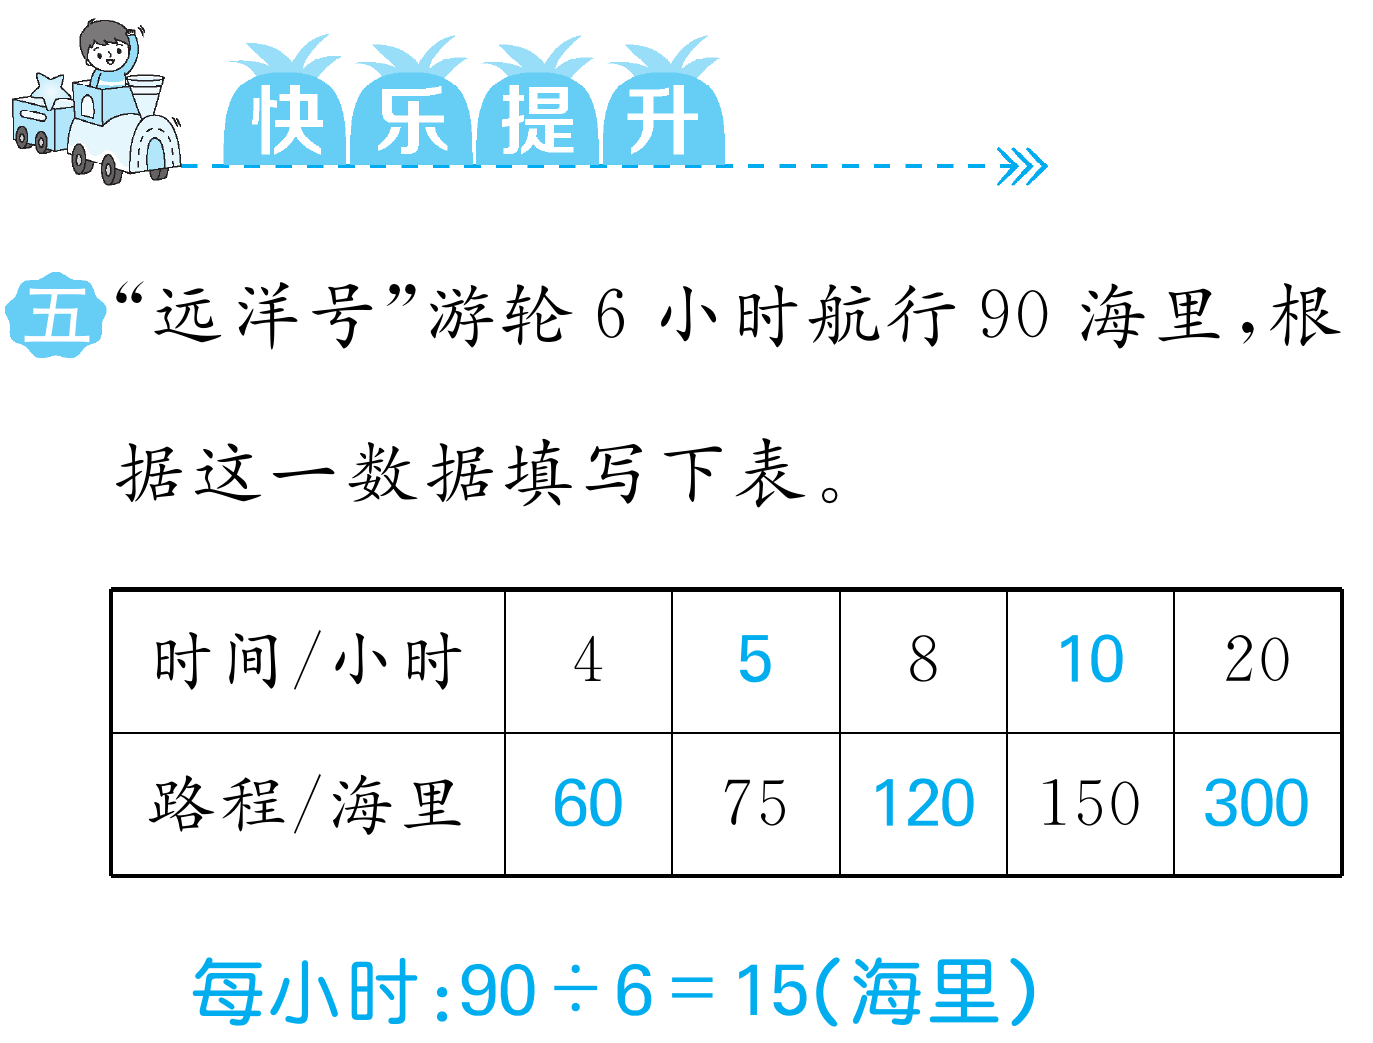 快乐提升
五 “远洋号”游轮 6 小时航行 90 海里,根
据这一数据填写下表。
时间/小时 4 5 8 10 20
路程/海里 60 75 120 150 300
每小时:90÷6=15(海里)